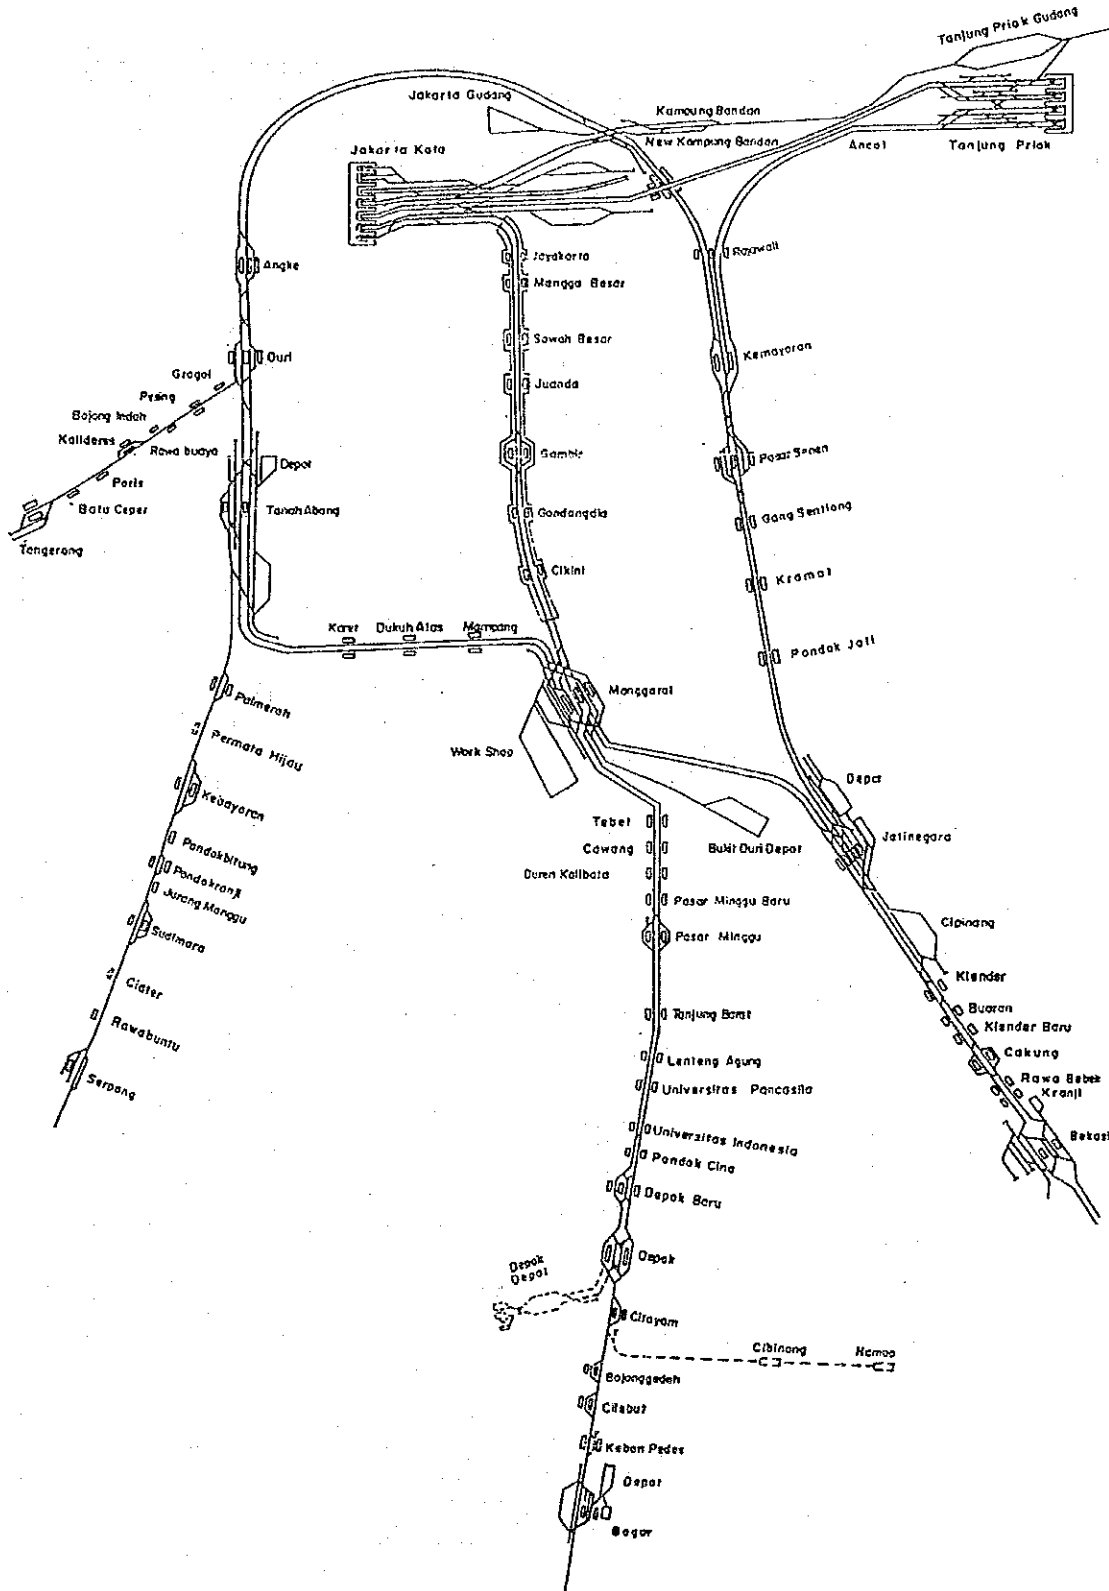 Tanjung Priok Gudang
Jakarta Gudang
Kampung Bandan
New Kampung Bandan
Ancol
Tanjung Priok
Jakarta Kota
Jayakarta
Mangga Besar
Sawah Besar
Juanda
Gambir
Gondangdia
Cikini
Rajawali
Kemayoran
Pasar Senen
Gang Sentiong
Kramat
Pondok Jati
Angke
Duri
Grogol
Pesing
Bojong Indah
Kalideres
Rawa buaya
Poris
Batu Ceper
Tangerang
Depot
Tanah Abang
Karet
Dukuh Atas
Mampang
Manggarai
Work Shop
Palmerah
Permata Hijau
Kebayoran
Pondokbitung
Pondokranji
Jurang Manggu
Sudimara
Ciater
Rawabuntu
Serpong
Tebet
Cawang
Duren Kalibata
Pasar Minggu Baru
Pasar Minggu
Bukit Duri Depot
Depot
Jatinegara
Cipinang
Klender
Buaran
Klender Baru
Cakung
Rawa Bebek
Kranji
Bekasi
Tanjung Barat
Lenteng Agung
Universitas Pancasila
Universitas Indonesia
Pondok Cina
Depok Baru
Depok
Depok
Depot
Citayam
Cibinong
Nambo
Bojonggedeh
Cilebut
Kebon Pedes
Depot
Bogor